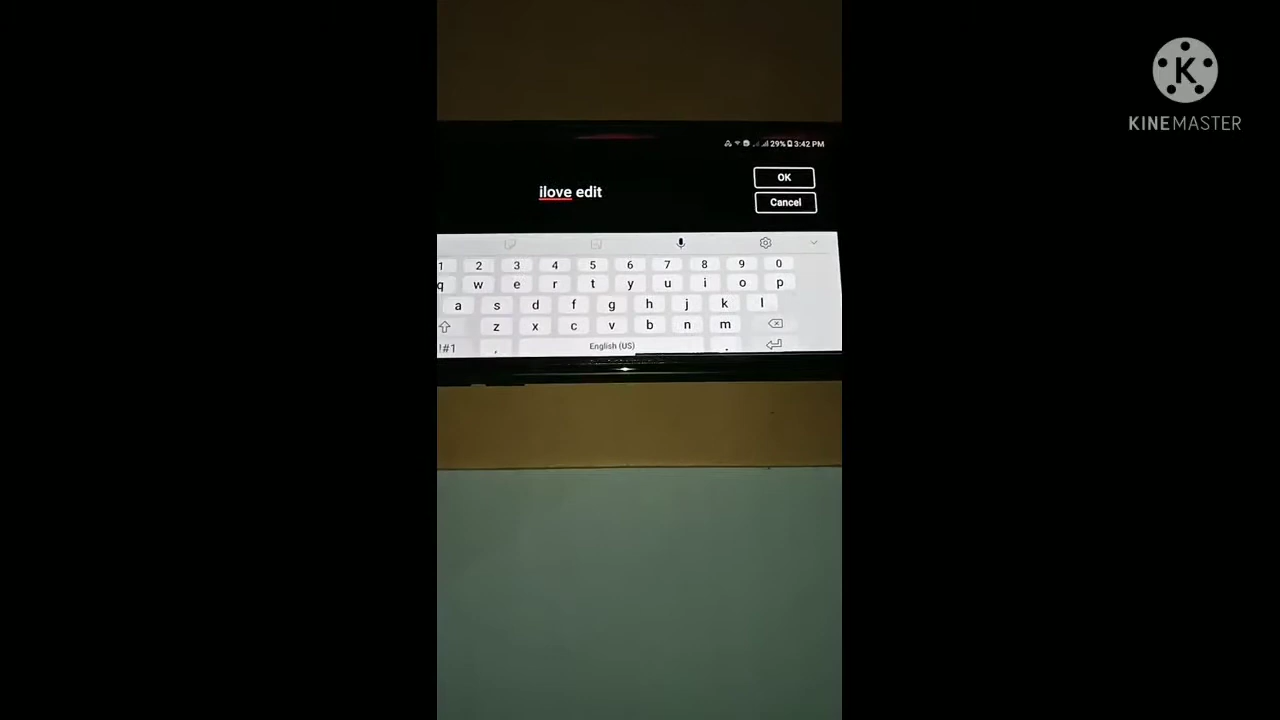 K
KINEMASTER
29% 3:42 PM
ilove edit
OK
Cancel
1 2 3 4 5 6 7 8 9 0
q w e r t y u i o p
a s d f g h j k l
z x c v b n m
!#1 , English (US) .